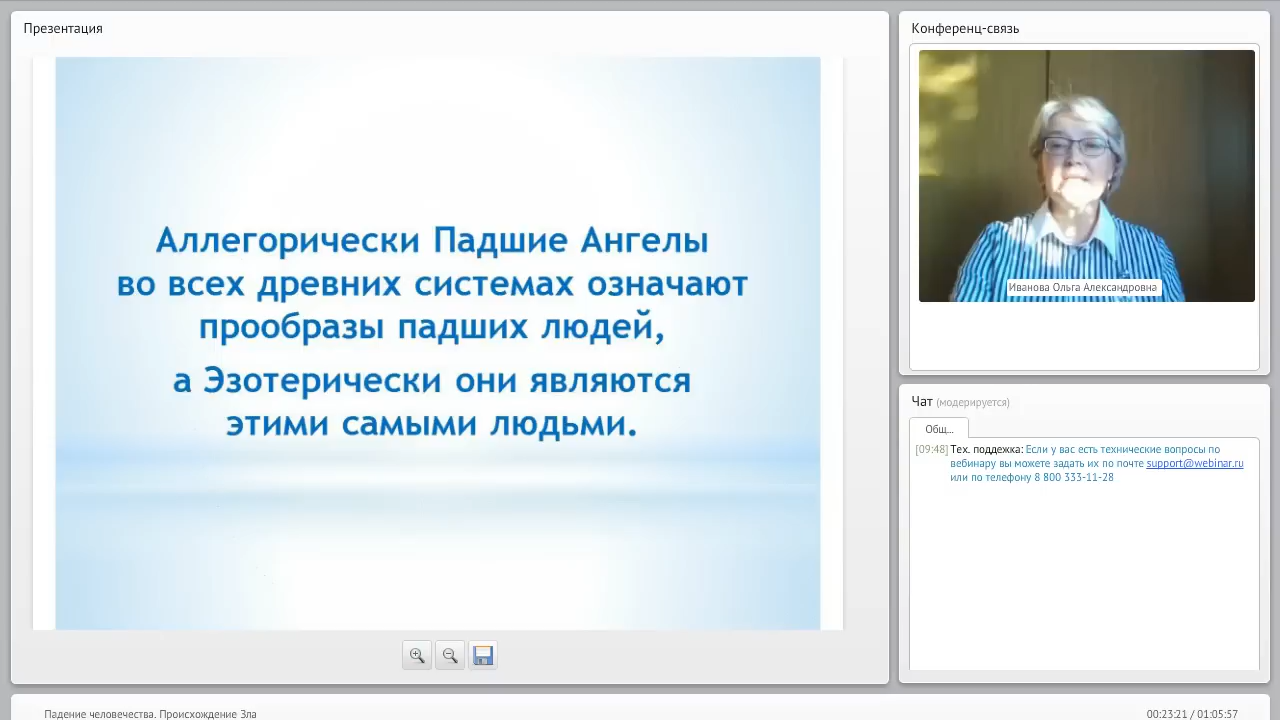 Презентация
Аллегорически Падшие Ангелы
во всех древних системах означают
прообразы падших людей,
а Эзотерически они являются
этими самыми людьми.
Конференц-связь
Иванова Ольга Александровна
Чат (модерируется)
Общ...
[09:48] Тех. поддежка: Если у вас есть технические вопросы по
вебинару вы можете задать их по почте support@webinar.ru
или по телефону 8 800 333-11-28
Падение человечества. Происхождение Зла
00:23:21 / 01:05:57